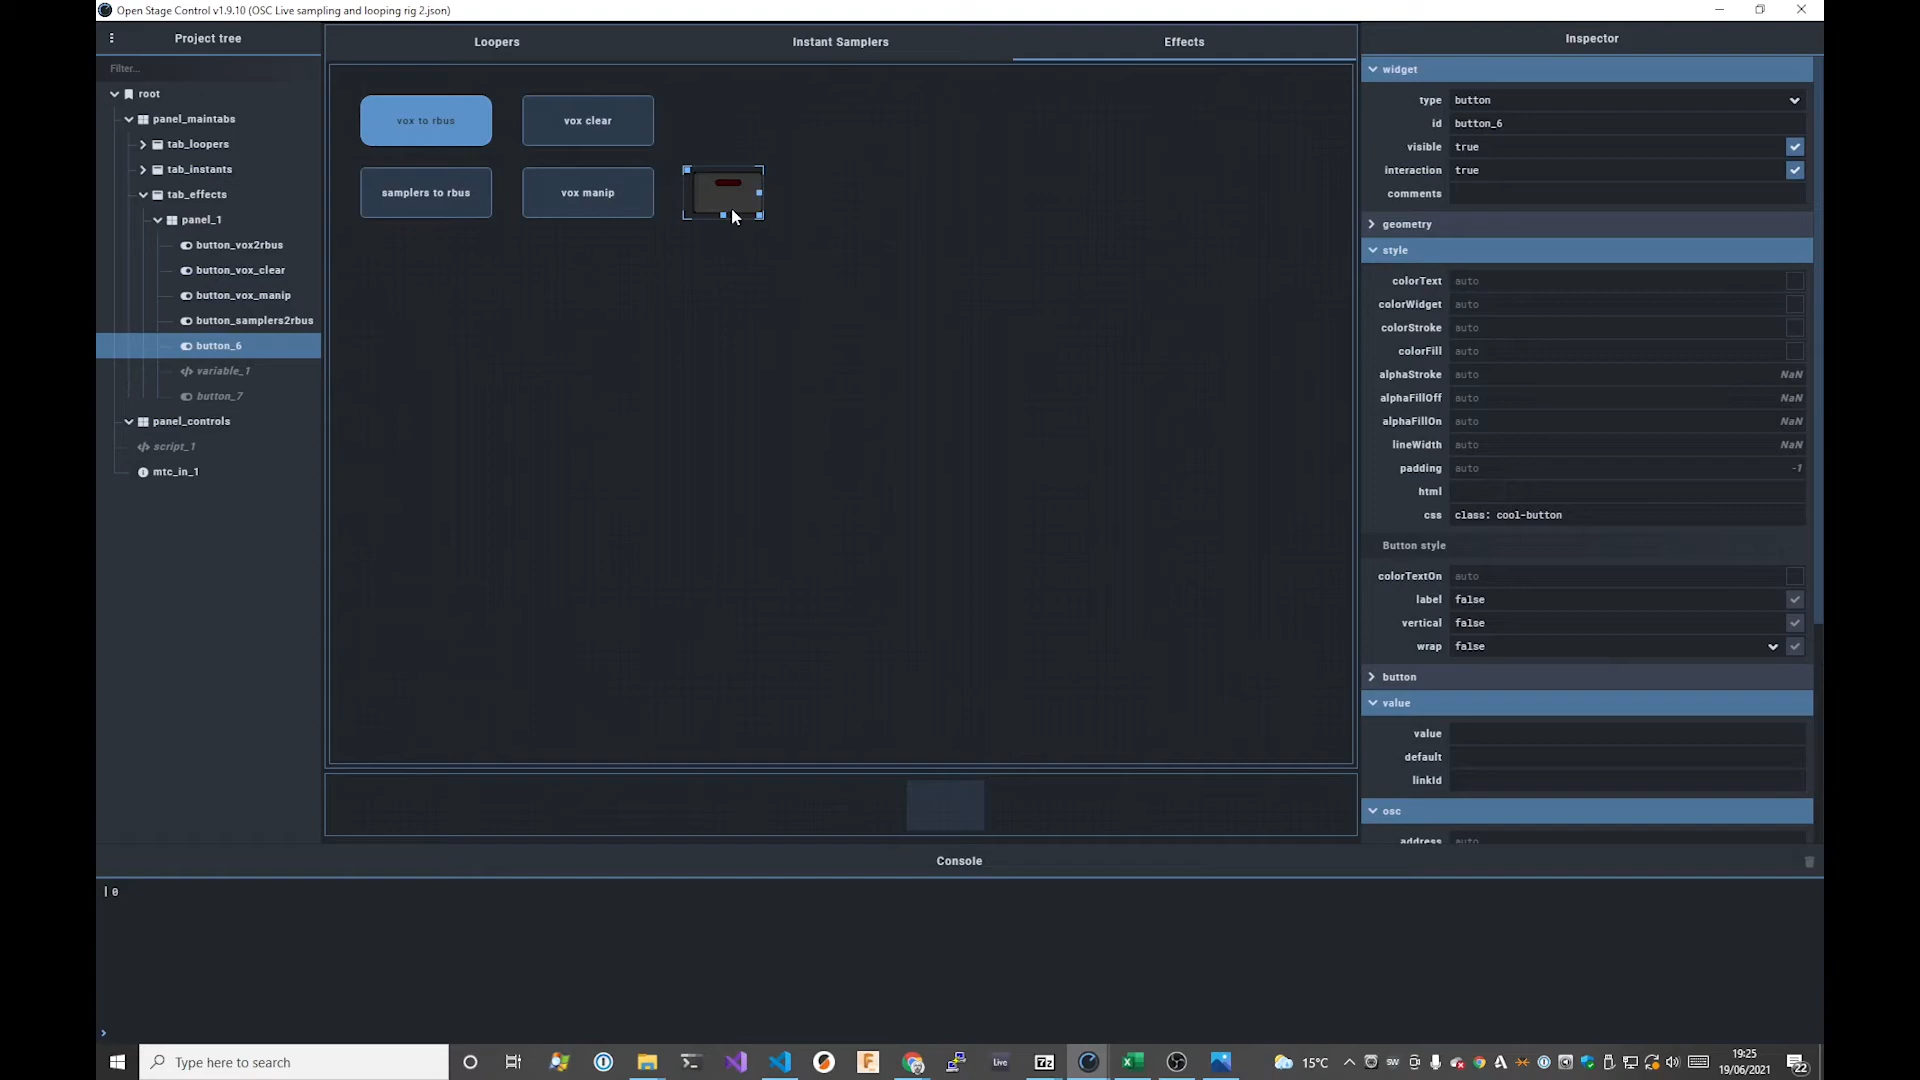 Open Stage Control v1.9.10 (OSC Live sampling and looping rig 2.json)
Project tree
Filter...
root
panel_maintabs
tab_loopers
tab_instants
tab_effects
panel_1
button_vox2rbus
button_vox_clear
button_vox_manip
button_samplers2rbus
button_6
variable_1
button_7
panel_controls
script_1
mtc_in_1
Loopers
Instant Samplers
Effects
vox to rbus
vox clear
samplers to rbus
vox manip
Inspector
widget
type button
id button_6
visible true
interaction true
comments
geometry
style
colorText auto
colorWidget auto
colorStroke auto
colorFill auto
alphaStroke auto NaN
alphaFillOff auto NaN
alphaFillOn auto NaN
lineWidth auto NaN
padding auto -1
html
css class: cool-button
Button style
colorTextOn auto
label false
vertical false
wrap false
button
value
value
default
linkId
osc
address auto
Console
0
Type here to search
Live
7z
15°C
SW
19:25
19/06/2021
22